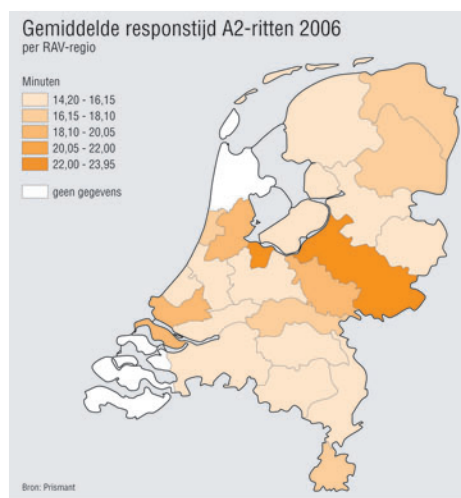 Gemiddelde responstijd A2-ritten 2006
per RAV-regio
Minuten
14,20 - 16,15
16,15 - 18,10
18,10 - 20,05
20,05 - 22,00
22,00 - 23,95
geen gegevens
Bron: Prismant